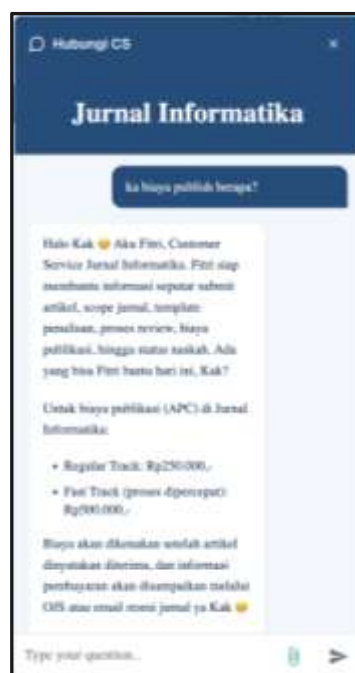 Hubungi CS
×
Jurnal Informatika
ka biaya publish berapa?
Halo Kak 😊 Aku Fitri, Customer
Service Jurnal Informatika. Fitri siap
membantu informasi seputar submit
artikel, scope jurnal, template
penulisan, proses review, biaya
publikasi, hingga status naskah. Ada
yang bisa Fitri bantu hari ini, Kak?
Untuk biaya publikasi (APC) di Jurnal
Informatika:
• Regular Track: Rp250.000,-
• Fast Track (proses dipercepat):
Rp500.000,-
Biaya akan dikenakan setelah artikel
dinyatakan diterima, dan informasi
pembayaran akan disampaikan melalui
OJS atau email resmi jurnal ya Kak 😊
Type your question...